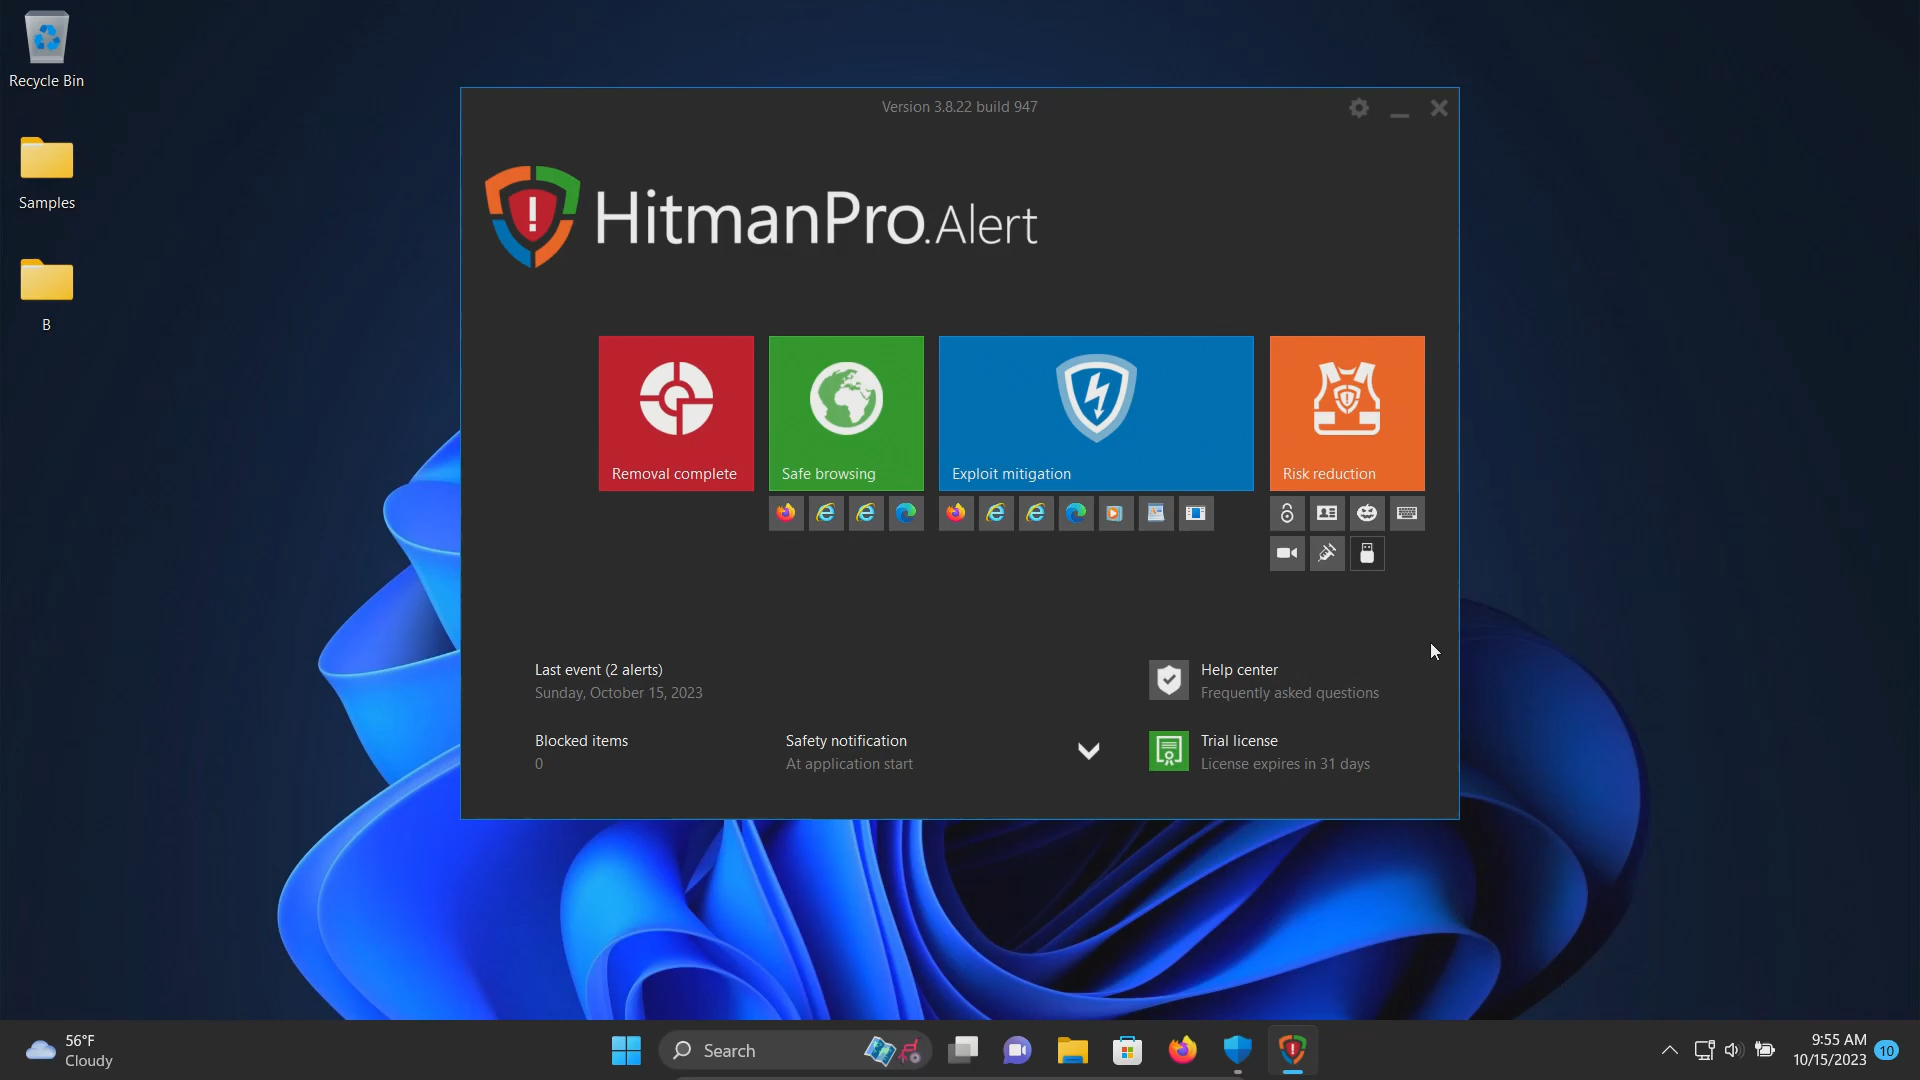 Recycle Bin
Samples
B
Version 3.8.22 build 947
HitmanPro.Alert
Removal complete
Safe browsing
Exploit mitigation
Risk reduction
Last event (2 alerts)
Sunday, October 15, 2023
Help center
Frequently asked questions
Blocked items
0
Safety notification
At application start
Trial license
License expires in 31 days
56°F
Cloudy
Search
9:55 AM
10/15/2023
10